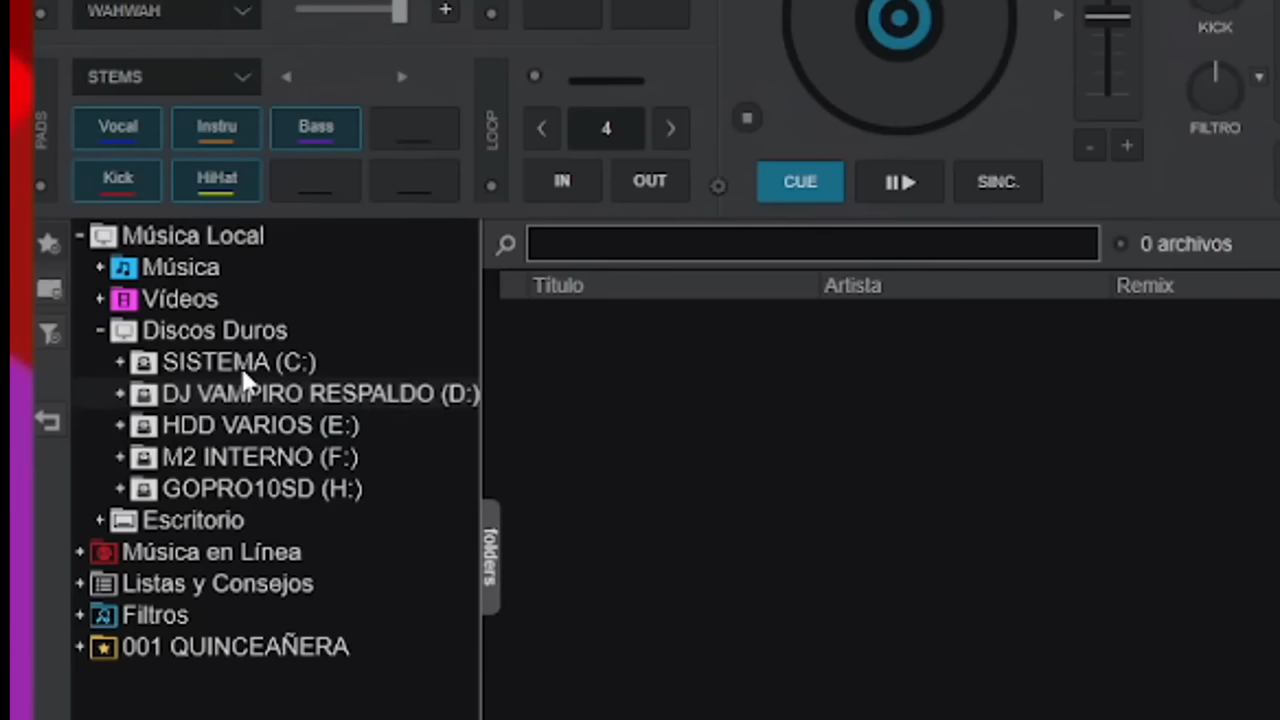 WAHWAH
+
KICK
STEMS
PADS
Vocal
Instru
Bass
Kick
HiHat
LOOP
4
IN
OUT
CUE
SINC.
- +
FILTRO
- Música Local
+ Música
+ Vídeos
- Discos Duros
+ SISTEMA (C:)
+ DJ VAMPIRO RESPALDO (D:)
+ HDD VARIOS (E:)
+ M2 INTERNO (F:)
+ GOPRO10SD (H:)
+ Escritorio
+ Música en Línea
+ Listas y Consejos
+ Filtros
+ 001 QUINCEAÑERA
folders
0 archivos
Título
Artista
Remix